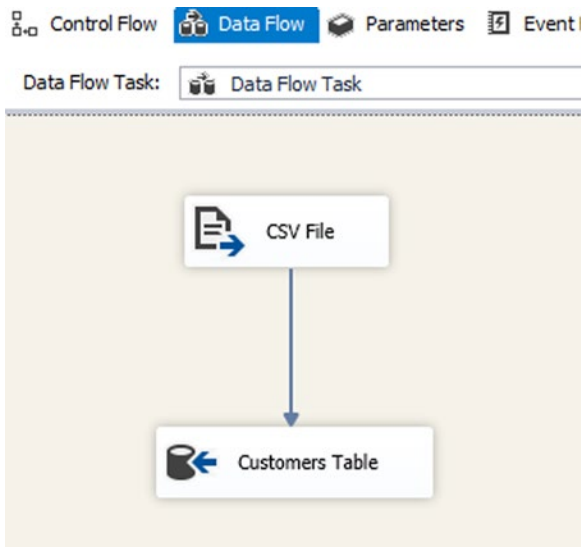 Control Flow Data Flow Parameters Event
Data Flow Task: Data Flow Task
CSV File
Customers Table